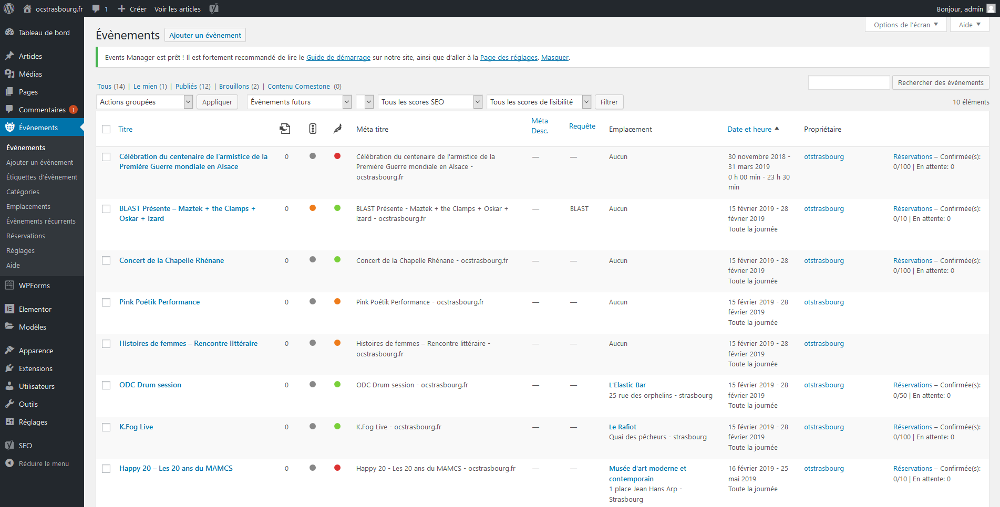 ocstrasbourg.fr 1 Créer Voir les articles Bonjour, admin
Options de l'écran Aide
Tableau de bord
Articles
Médias
Pages
Commentaires 1
Évènements
Évènements
Ajouter un évènement
Étiquettes d'évènement
Catégories
Emplacements
Évènements récurrents
Réservations
Réglages
Aide
WPForms
Elementor
Modèles
Apparence
Extensions
Utilisateurs
Outils
Réglages
SEO
Réduire le menu
Évènements Ajouter un évènement
Events Manager est prêt ! Il est fortement recommandé de lire le Guide de démarrage sur notre site, ainsi que d'aller à la Page des réglages. Masquer.
Tous (14) | Le mien (1) | Publiés (12) | Brouillons (2) | Contenu Cornestone (0)
Rechercher des évènements
Actions groupées Appliquer Évènements futurs Tous les scores SEO Tous les scores de lisibilité Filtrer 10 éléments
Titre Méta titre Méta Desc. Requête Emplacement Date et heure Propriétaire
Célébration du centenaire de l'armistice de la 0 Célébration du centenaire de l'armistice de la — — Aucun 30 novembre 2018 - otstrasbourg Réservations – Confirmée(s):
Première Guerre mondiale en Alsace Première Guerre mondiale en Alsace - 31 mars 2019 0/100 | En attente: 0
ocstrasbourg.fr 0 h 00 min - 23 h 30
min
BLAST Présente – Maztek + the Clamps + 0 BLAST Présente - Maztek + the Clamps + Oskar + — BLAST Aucun 15 février 2019 - 28 otstrasbourg Réservations – Confirmée(s):
Oskar + Izard Izard - ocstrasbourg.fr février 2019 0/10 | En attente: 0
Toute la journée
Concert de la Chapelle Rhénane 0 Concert de la Chapelle Rhénane - ocstrasbourg.fr — — Aucun 15 février 2019 - 28 otstrasbourg Réservations – Confirmée(s):
février 2019 0/100 | En attente: 0
Toute la journée
Pink Poétik Performance 0 Pink Poétik Performance - ocstrasbourg.fr — — Aucun 15 février 2019 - 28 otstrasbourg
février 2019
Toute la journée
Histoires de femmes – Rencontre littéraire 0 Histoires de femmes – Rencontre littéraire - — — Aucun 15 février 2019 - 28 otstrasbourg
ocstrasbourg.fr février 2019
Toute la journée
ODC Drum session 0 ODC Drum session - ocstrasbourg.fr — — L'Elastic Bar 15 février 2019 - 28 otstrasbourg Réservations – Confirmée(s):
25 rue des orphelins - strasbourg février 2019 0/50 | En attente: 0
Toute la journée
K.Fog Live 0 K.Fog Live - ocstrasbourg.fr — — Le Rafiot 15 février 2019 - 28 otstrasbourg Réservations – Confirmée(s):
Quai des pêcheurs - strasbourg février 2019 0/100 | En attente: 0
Toute la journée
Happy 20 – Les 20 ans du MAMCS 0 Happy 20 - Les 20 ans du MAMCS - ocstrasbourg.fr — — Musée d'art moderne et 16 février 2019 - 25 otstrasbourg Réservations – Confirmée(s):
contemporain mai 2019 0/10 | En attente: 0
1 place Jean Hans Arp - Toute la journée
Strasbourg